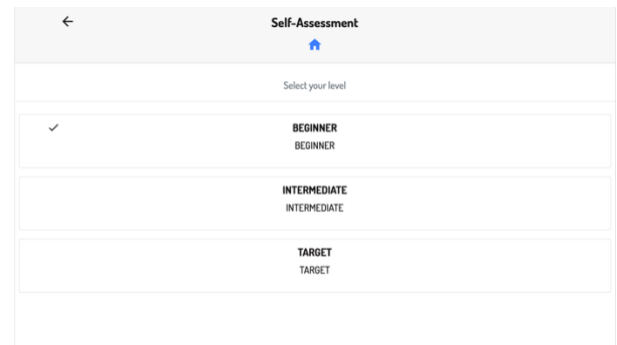 Self-Assessment
Select your level
BEGINNER
BEGINNER
INTERMEDIATE
INTERMEDIATE
TARGET
TARGET